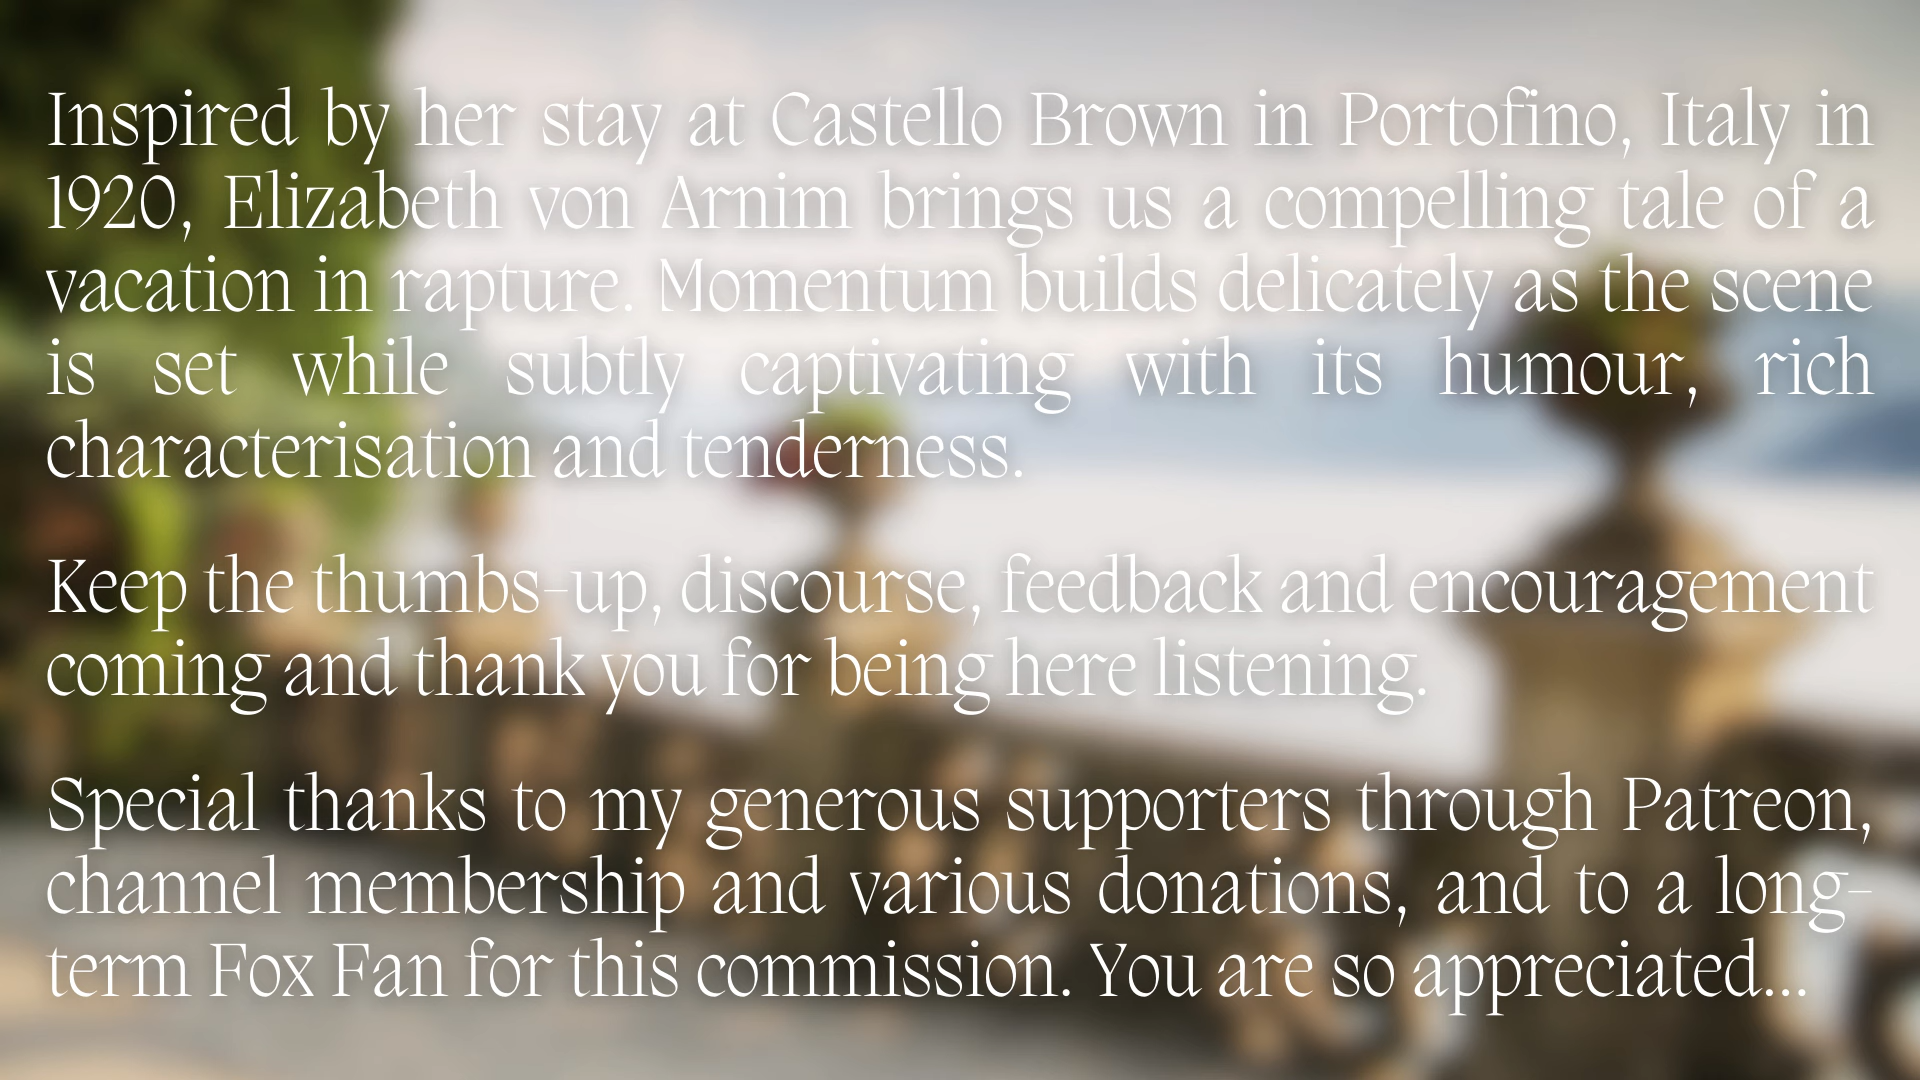 Inspired by her stay at Castello Brown in Portofino, Italy in
1920, Elizabeth von Arnim brings us a compelling tale of a
vacation in rapture. Momentum builds delicately as the scene
is set while subtly captivating with its humour, rich
characterisation and tenderness.
Keep the thumbs-up, discourse, feedback and encouragement
coming and thank you for being here listening.
Special thanks to my generous supporters through Patreon,
channel membership and various donations, and to a long-
term Fox Fan for this commission. You are so appreciated...